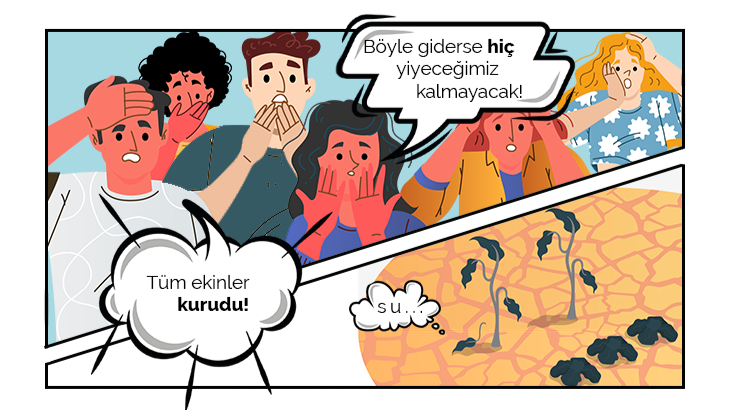 Böyle giderse hiç
yiyeceğimiz
kalmayacak!
Tüm ekinler
kurudu!
su...